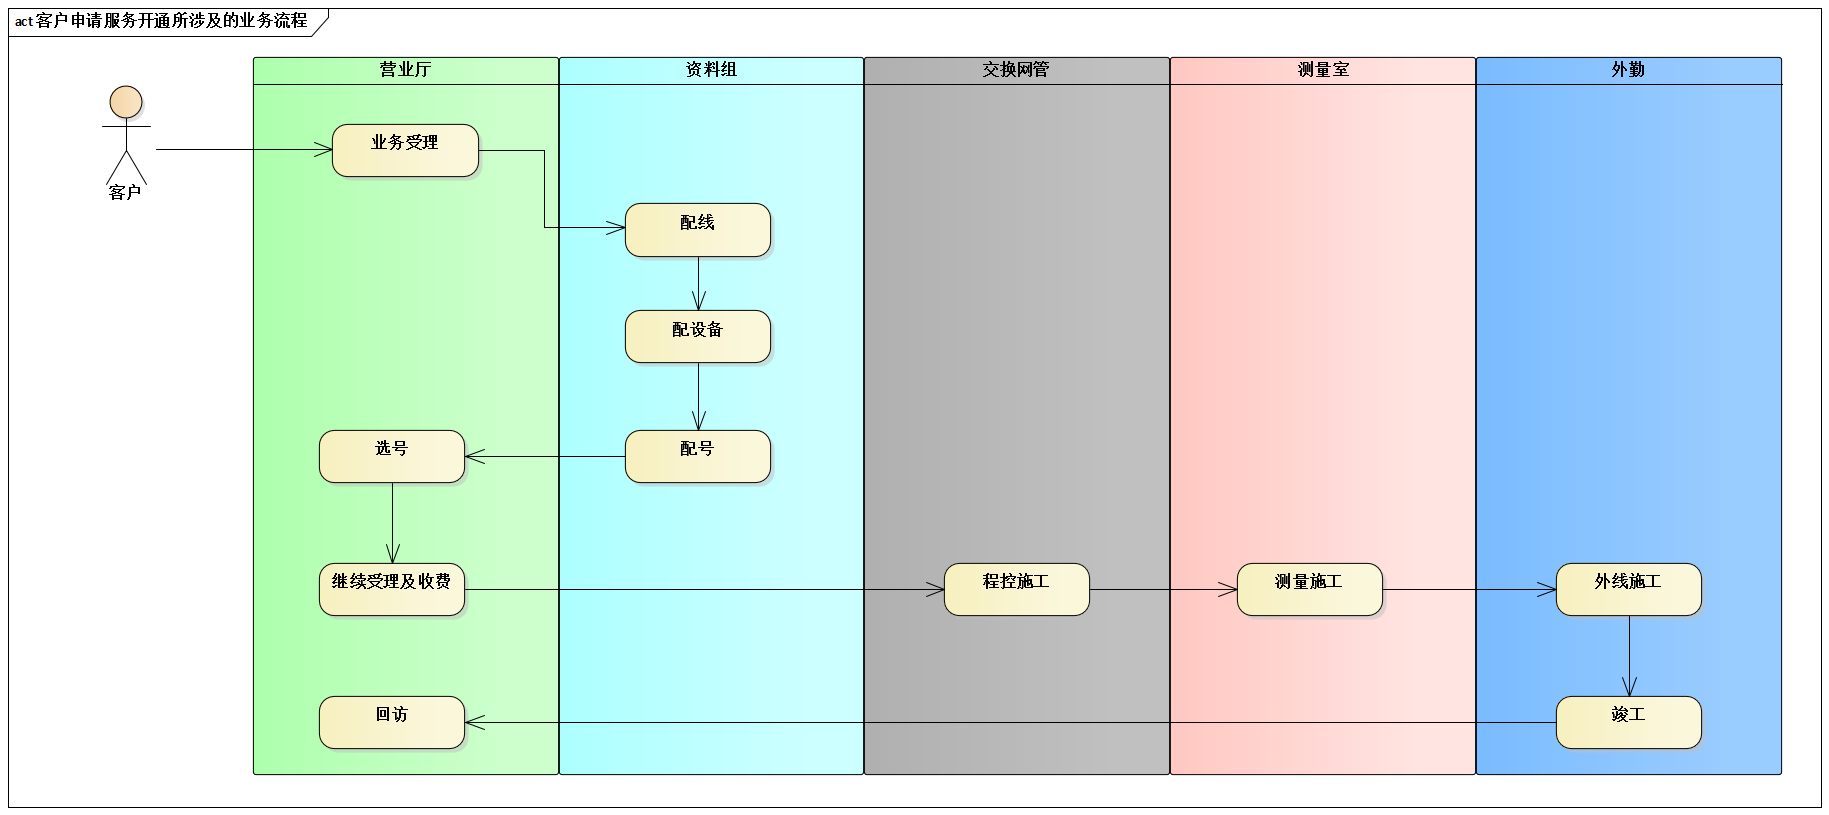 act 客户申请服务开通所涉及的业务流程
营业厅
资料组
交换网管
测量室
外勤
客户
业务受理
配线
配设备
选号
配号
继续受理及收费
程控施工
测量施工
外线施工
回访
竣工